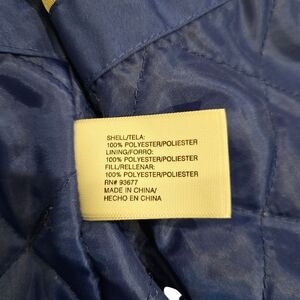 SHELL/TELA:
100% POLYESTER/POLIESTER
LINING/FORRO:
100% POLYESTER/POLIESTER
FILL/RELLENAR:
100% POLYESTER/POLIESTER
RN# 93677
MADE IN CHINA/
HECHO EN CHINA